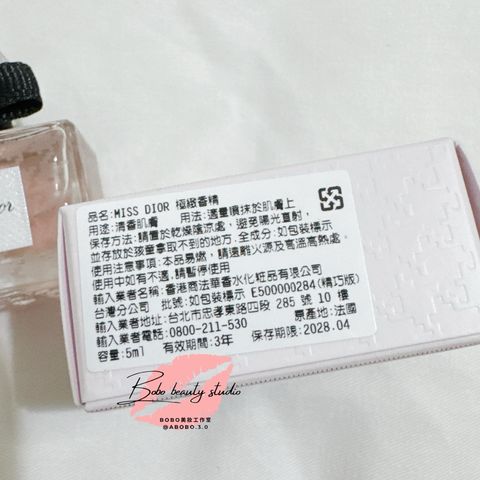 品名:MISS DIOR 極緻香精
用途:清香肌膚 用法:適量噴抹於肌膚上
保存方法:請置於乾燥陰涼處, 避免陽光直射,
並存放於孩童拿取不到的地方.全成分:如包裝標示
使用注意事項:本品易燃,請遠離火源及高溫高熱處.
使用中如有不適,請暫停使用
輸入業者名稱:香港商法華香水化粧品有限公司
台灣分公司 批號:如包裝標示 E500000284(精巧版)
輸入業者地址:台北市忠孝東路四段 285 號 10 樓
輸入業者電話:0800-211-530 原產地:法國
容量:5ml 有效期間:3年 保存期限:2028.04
Bobo beauty studio
BOBO美妝工作室
@ABOBO.3.0